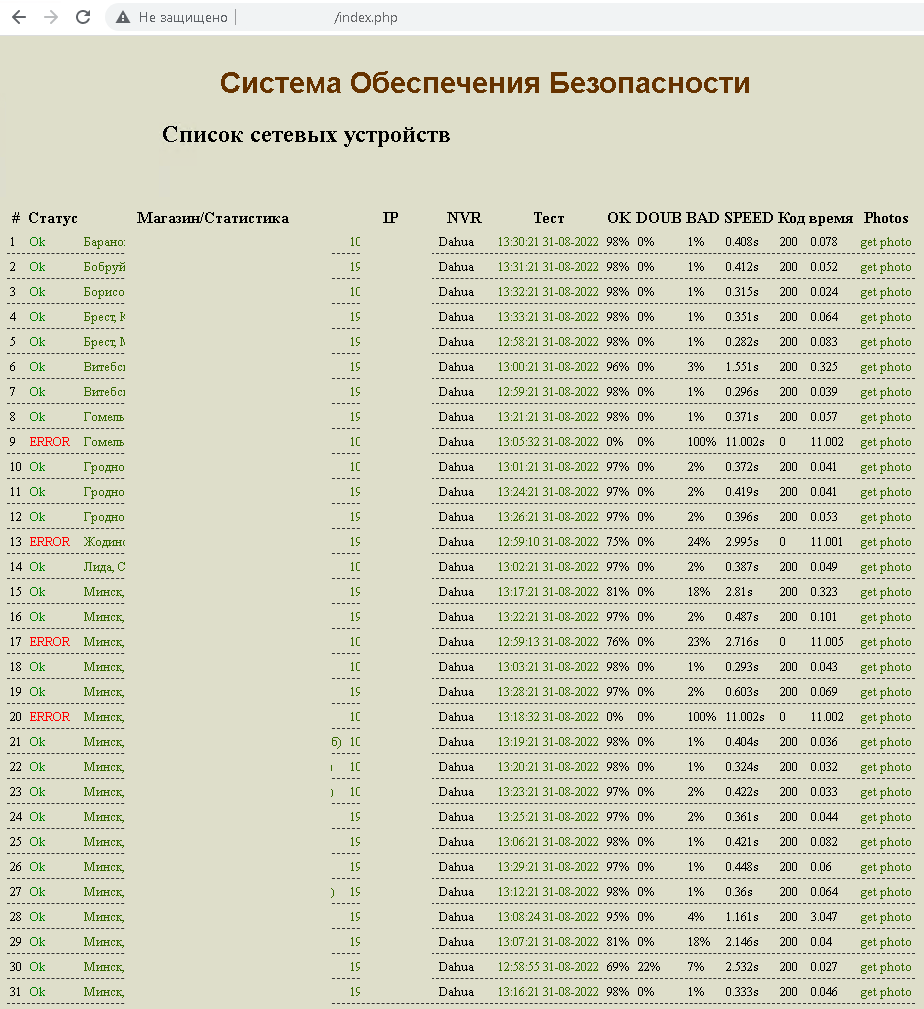 Не защищено /index.php
Система Обеспечения Безопасности
Список сетевых устройств
# Статус Магазин/Статистика IP NVR Тест OK DOUB BAD SPEED Код время Photos
1 Ok Барано 10 Dahua 13:30:21 31-08-2022 98% 0% 1% 0.408s 200 0.078 get photo
2 Ok Бобруй 19 Dahua 13:31:21 31-08-2022 98% 0% 1% 0.412s 200 0.052 get photo
3 Ok Борисо 10 Dahua 13:32:21 31-08-2022 98% 0% 1% 0.315s 200 0.024 get photo
4 Ok Брест, К 19 Dahua 13:33:21 31-08-2022 98% 0% 1% 0.351s 200 0.064 get photo
5 Ok Брест, М 19 Dahua 12:58:21 31-08-2022 98% 0% 1% 0.282s 200 0.083 get photo
6 Ok Витебс 19 Dahua 13:00:21 31-08-2022 96% 0% 3% 1.551s 200 0.325 get photo
7 Ok Витебс 19 Dahua 12:59:21 31-08-2022 98% 0% 1% 0.296s 200 0.039 get photo
8 Ok Гомель 19 Dahua 13:21:21 31-08-2022 98% 0% 1% 0.371s 200 0.057 get photo
9 ERROR Гомель 10 Dahua 13:05:32 31-08-2022 0% 0% 100% 11.002s 0 11.002 get photo
10 Ok Гродно 10 Dahua 13:01:21 31-08-2022 97% 0% 2% 0.372s 200 0.041 get photo
11 Ok Гродно 19 Dahua 13:24:21 31-08-2022 97% 0% 2% 0.419s 200 0.041 get photo
12 Ok Гродно 19 Dahua 13:26:21 31-08-2022 97% 0% 2% 0.396s 200 0.053 get photo
13 ERROR Жодин 19 Dahua 12:59:10 31-08-2022 75% 0% 24% 2.995s 0 11.001 get photo
14 Ok Лида, С 19 Dahua 13:02:21 31-08-2022 97% 0% 2% 0.387s 200 0.049 get photo
15 Ok Минск, 19 Dahua 13:17:21 31-08-2022 81% 0% 18% 2.81s 200 0.323 get photo
16 Ok Минск, 19 Dahua 13:22:21 31-08-2022 97% 0% 2% 0.487s 200 0.101 get photo
17 ERROR Минск, 10 Dahua 12:59:13 31-08-2022 76% 0% 23% 2.716s 0 11.005 get photo
18 Ok Минск, 10 Dahua 13:03:21 31-08-2022 98% 0% 1% 0.293s 200 0.043 get photo
19 Ok Минск, 19 Dahua 13:28:21 31-08-2022 97% 0% 2% 0.603s 200 0.069 get photo
20 ERROR Минск, 10 Dahua 13:18:32 31-08-2022 0% 0% 100% 11.002s 0 11.002 get photo
21 Ok Минск, б) 10 Dahua 13:19:21 31-08-2022 98% 0% 1% 0.404s 200 0.036 get photo
22 Ok Минск, ) 10 Dahua 13:20:21 31-08-2022 98% 0% 1% 0.324s 200 0.032 get photo
23 Ok Минск, ) 10 Dahua 13:23:21 31-08-2022 97% 0% 2% 0.422s 200 0.033 get photo
24 Ok Минск, 19 Dahua 13:25:21 31-08-2022 97% 0% 2% 0.361s 200 0.044 get photo
25 Ok Минск, 19 Dahua 13:06:21 31-08-2022 98% 0% 1% 0.421s 200 0.082 get photo
26 Ok Минск, 19 Dahua 13:29:21 31-08-2022 97% 0% 1% 0.448s 200 0.06 get photo
27 Ok Минск, ) 19 Dahua 13:12:21 31-08-2022 98% 0% 1% 0.36s 200 0.064 get photo
28 Ok Минск, 19 Dahua 13:08:24 31-08-2022 95% 0% 4% 1.161s 200 3.047 get photo
29 Ok Минск, 19 Dahua 13:07:21 31-08-2022 81% 0% 18% 2.146s 200 0.04 get photo
30 Ok Минск, 19 Dahua 12:58:55 31-08-2022 69% 22% 7% 2.532s 200 0.027 get photo
31 Ok Минск, 19 Dahua 13:16:21 31-08-2022 98% 0% 1% 0.333s 200 0.046 get photo